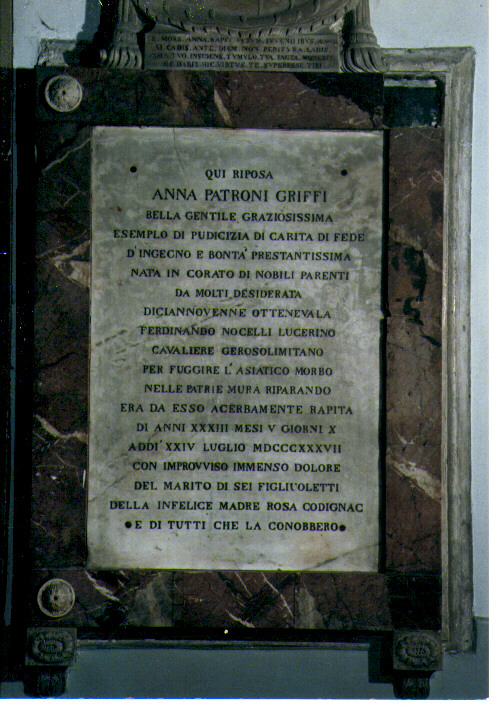 QUI RIPOSA
ANNA PATRONI GRIFFI
BELLA GENTILE GRAZIOSISSIMA
ESEMPLO DI PUDICIZIA DI CARITA DI FEDE
D'INGEGNO E BONTA' PRESTANTISSIMA
NATA IN CORATO DI NOBILI PARENTI
DA MOLTI DESIDERATA
DICIANNOVENNE OTTENEVALA
FERDINANDO NOCELLI LUCERINO
CAVALIERE GEROSOLIMITANO
PER FUGGIRE L'ASIATICO MORBO
NELLE PATRIE MURA RIPARANDO
ERA DA ESSO ACERBAMENTE RAPITA
DI ANNI XXXIII MESI V GIORNI X
ADDI' XXIV LUGLIO MDCCCXXXVII
CON IMPROVVISO IMMENSO DOLORE
DEL MARITO DI SEI FIGLIUOLETTI
DELLA INFELICE MADRE ROSA CODIGNAC
E DI TUTTI CHE LA CONOBBERO